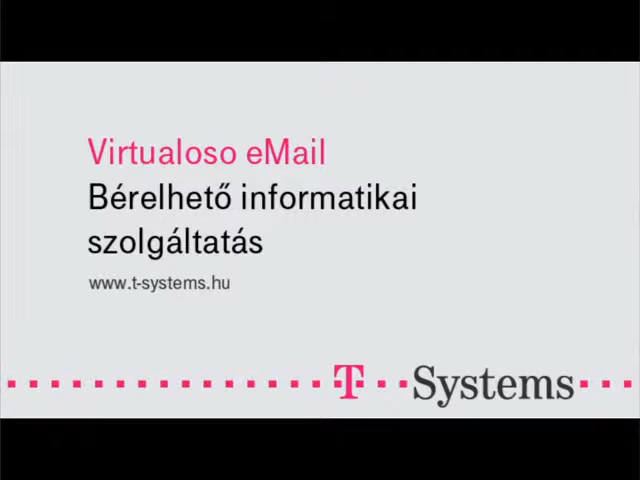 Virtualoso eMail
Bérelhető informatikai
szolgáltatás
www.t-systems.hu
T Systems